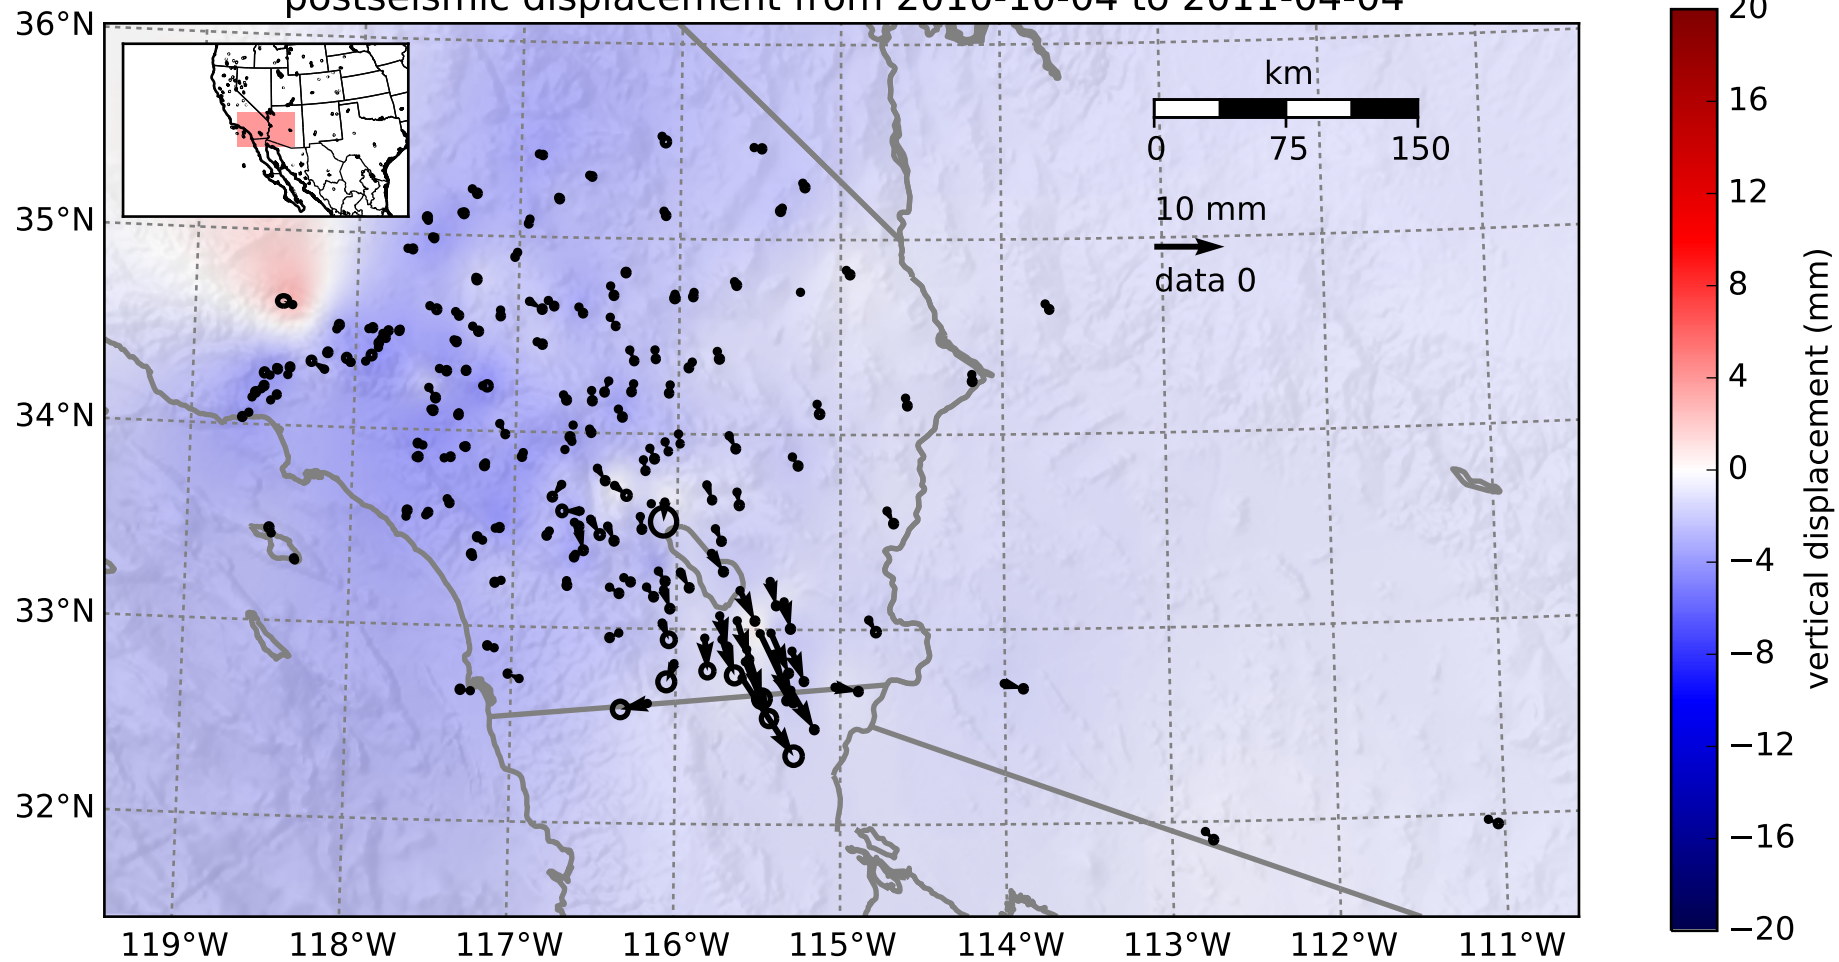 postseismic displacement from 2010-10-04 to 2011-04-04
36°N
35°N
34°N
33°N
32°N
119°W
118°W
117°W
116°W
115°W
114°W
113°W
112°W
111°W
km
0 75 150
10 mm
data 0
20
16
12
8
4
0
−4
−8
−12
−16
−20
vertical displacement (mm)